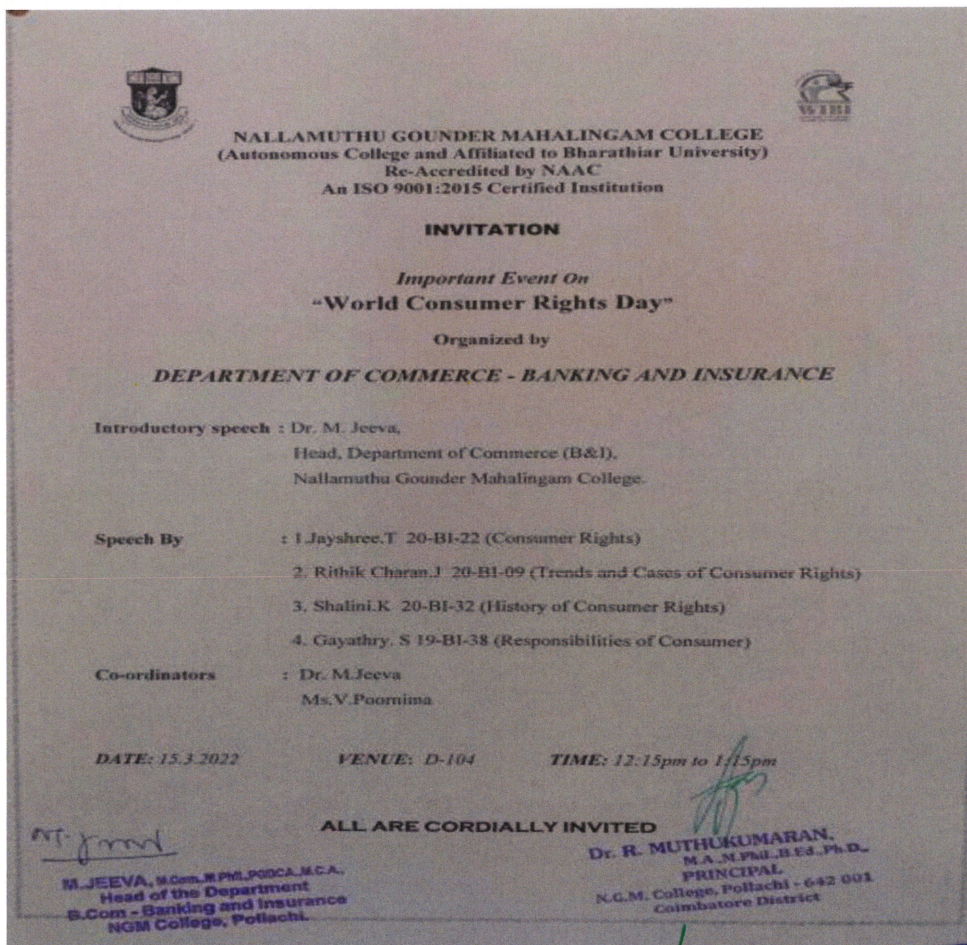 WIBI
NALLAMUTHU GOUNDER MAHALINGAM COLLEGE
(Autonomous College and Affiliated to Bharathiar University)
Re-Accredited by NAAC
An ISO 9001:2015 Certified Institution
INVITATION
Important Event On
“World Consumer Rights Day”
Organized by
DEPARTMENT OF COMMERCE - BANKING AND INSURANCE
Introductory speech : Dr. M. Jeeva,
Head, Department of Commerce (B&I),
Nallamuthu Gounder Mahalingam College.
Speech By : 1.Jayshree.T 20-BI-22 (Consumer Rights)
2. Rithik Charan.J 20-BI-09 (Trends and Cases of Consumer Rights)
3. Shalini.K 20-BI-32 (History of Consumer Rights)
4. Gayathry. S 19-BI-38 (Responsibilities of Consumer)
Co-ordinators : Dr. M.Jeeva
Ms.V.Poornima
DATE: 15.3.2022 VENUE: D-104 TIME: 12:15pm to 1:15pm
ALL ARE CORDIALLY INVITED
M.JEEVA, M.Com.,M.Phil.,PGDCA.,M.C.A.,
Head of the Department
B.Com - Banking and Insurance
NGM College, Pollachi.
Dr. R. MUTHUKUMARAN,
M.A.,M.Phil.,B.Ed.,Ph.D.,
PRINCIPAL
N.G.M. College, Pollachi - 642 001
Coimbatore District